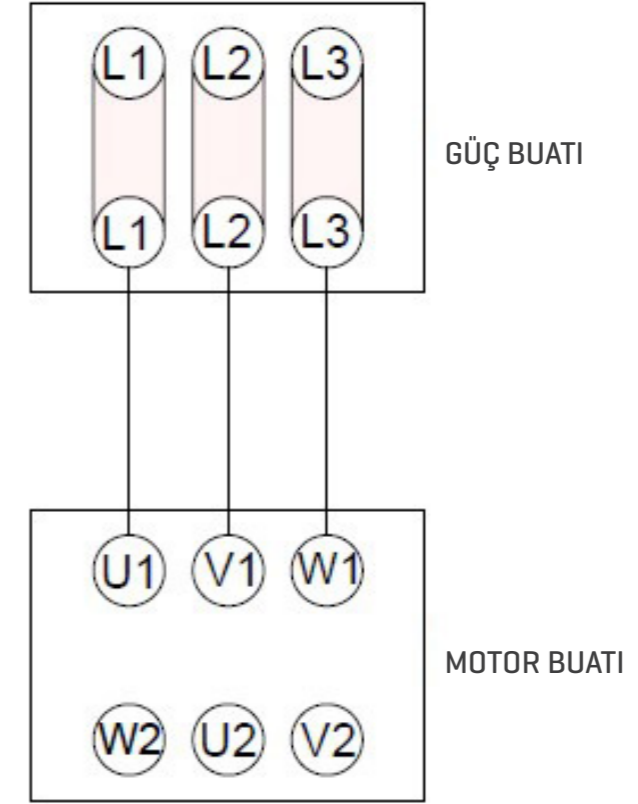 L1 L2 L3
GÜÇ BUATI
L1 L2 L3
U1 V1 W1
MOTOR BUATI
W2 U2 V2